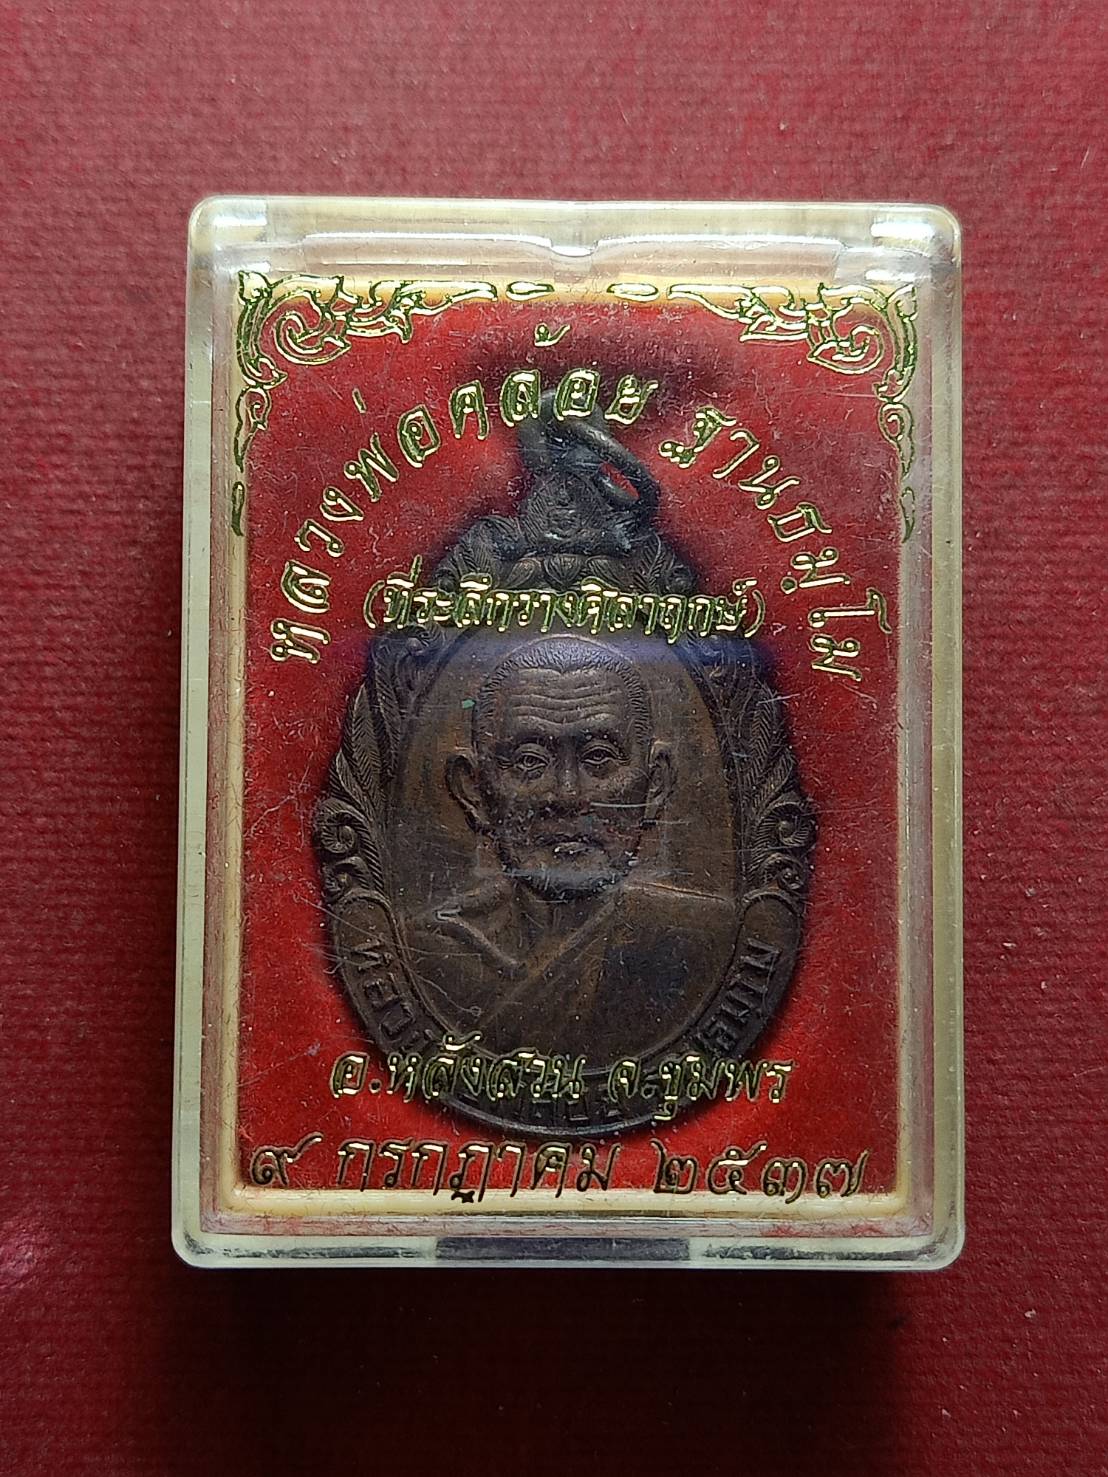 หลวงพ่อคล้อย ฐานธมฺโม
(ที่ระลึกวางศิลาฤกษ์)
อ.หลังสวน จ.ชุมพร
๙ กรกฎาคม ๒๕๓๗